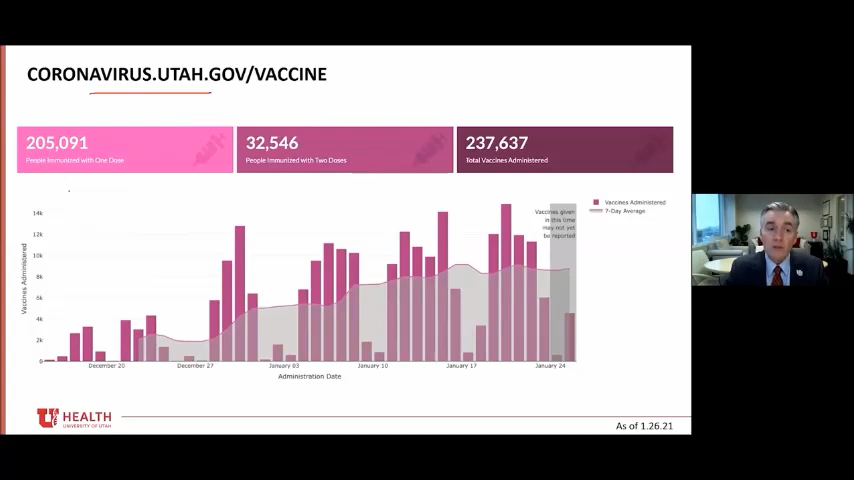 CORONAVIRUS.UTAH.GOV/VACCINE
205,091
People Immunized with One Dose
32,546
People Immunized with Two Doses
237,637
Total Vaccines Administered
Vaccines Administered
7-Day Average
Vaccines given
in this time
may not yet
be reported
14k
12k
10k
8k
6k
4k
2k
0
Vaccines Administered
December 20
December 27
January 03
January 10
January 17
January 24
Administration Date
U HEALTH
UNIVERSITY OF UTAH
As of 1.26.21